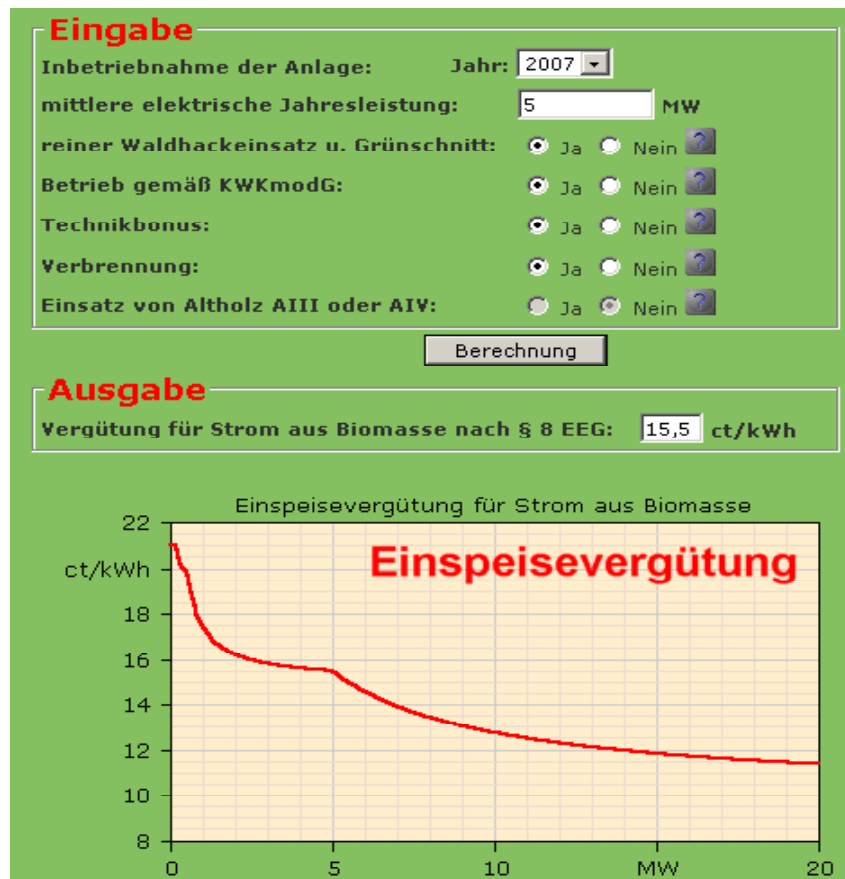 Eingabe
Inbetriebnahme der Anlage: Jahr: 2007
mittlere elektrische Jahresleistung: 5 MW
reiner Waldhackeinsatz u. Grünschnitt: Ja Nein ?
Betrieb gemäß KWKmodG: Ja Nein ?
Technikbonus: Ja Nein ?
Verbrennung: Ja Nein ?
Einsatz von Altholz AIII oder AIV: Ja Nein ?
Berechnung
Ausgabe
Vergütung für Strom aus Biomasse nach § 8 EEG: 15,5 ct/kWh
Einspeisevergütung für Strom aus Biomasse
22
ct/kWh
Einspeisevergütung
18
16
14
12
10
8
0 5 10 MW 20